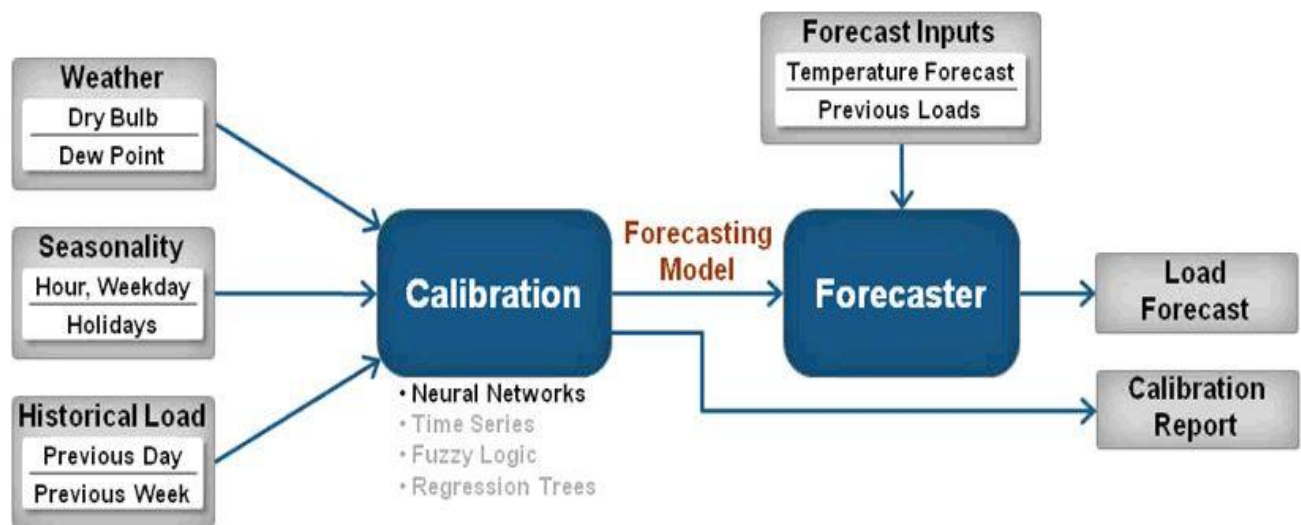 Weather
Dry Bulb
Dew Point
Seasonality
Hour, Weekday
Holidays
Historical Load
Previous Day
Previous Week
Calibration
• Neural Networks
• Time Series
• Fuzzy Logic
• Regression Trees
Forecasting
Model
Forecast Inputs
Temperature Forecast
Previous Loads
Forecaster
Load
Forecast
Calibration
Report